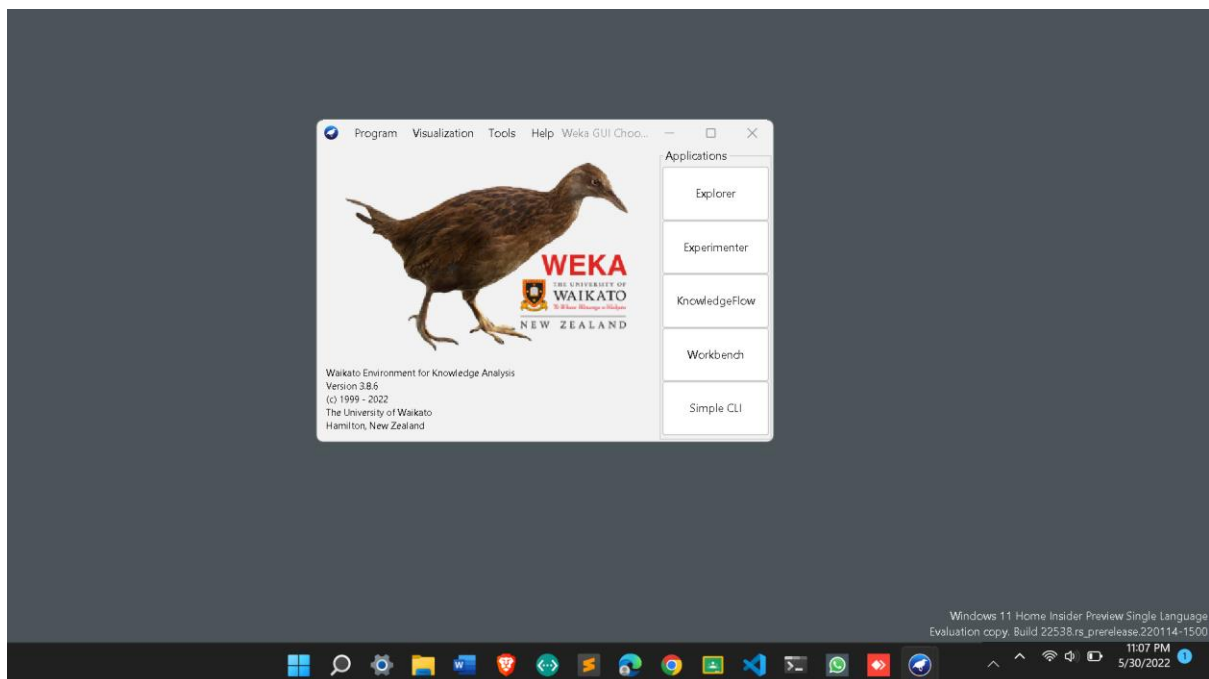 Program Visualization Tools Help Weka GUI Choo...
Applications
Explorer
Experimenter
KnowledgeFlow
Workbench
Simple CLI
WEKA
THE UNIVERSITY OF
WAIKATO
NEW ZEALAND
Waikato Environment for Knowledge Analysis
Version 3.8.6
(c) 1999 - 2022
The University of Waikato
Hamilton, New Zealand
Windows 11 Home Insider Preview Single Language
Evaluation copy. Build 22538.rs_prerelease.220114-1500
11:07 PM
5/30/2022
1